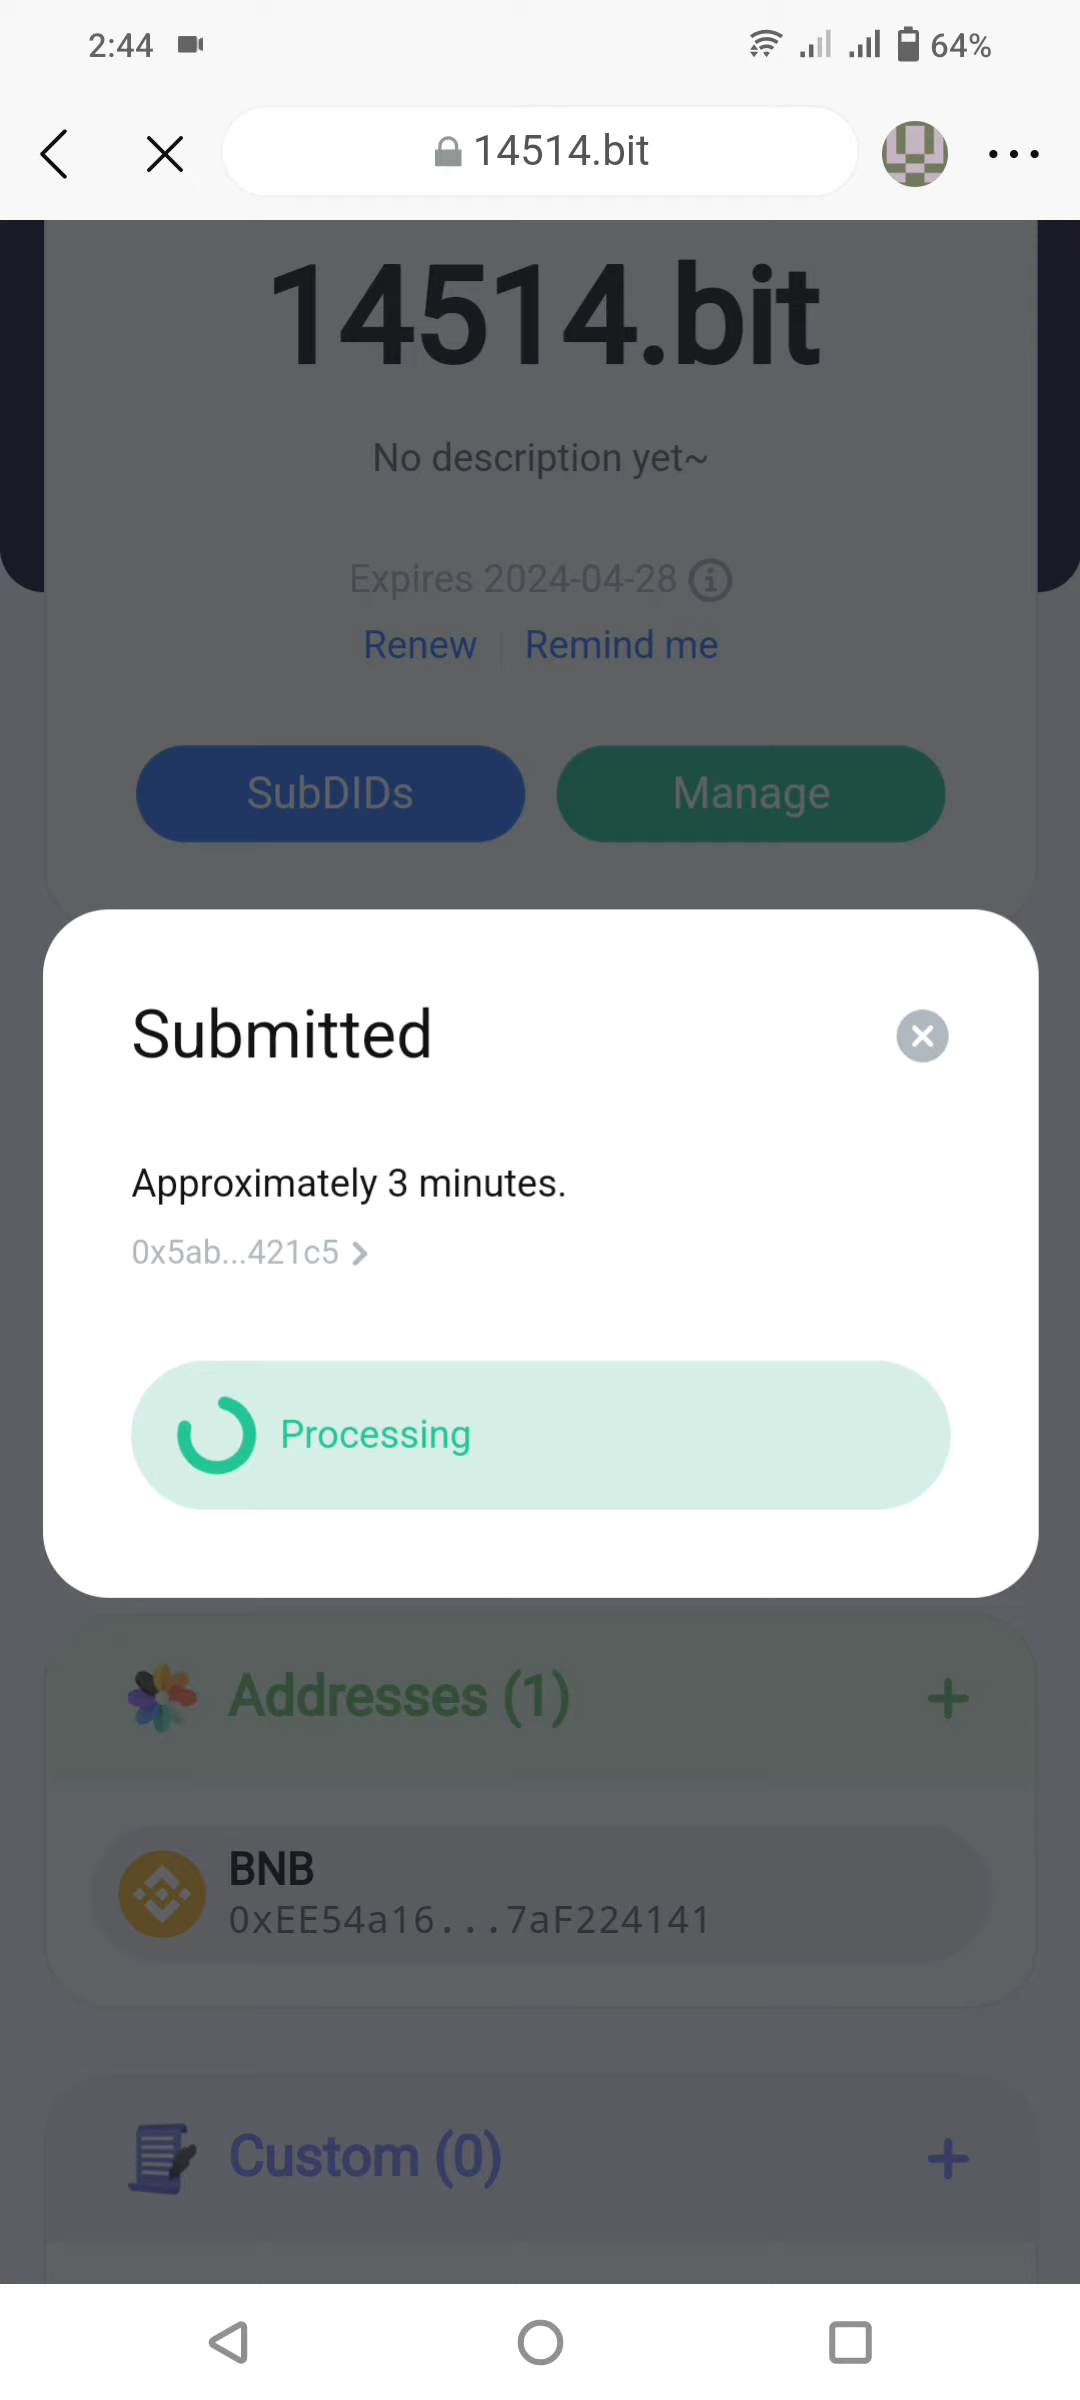 2:44
64%
14514.bit
14514.bit
No description yet~
Expires 2024-04-28
Renew
Remind me
SubDIDs
Manage
Submitted
Approximately 3 minutes.
0x5ab...421c5
Processing
Addresses (1)
BNB
0xEE54a16...7aF224141
Custom (0)